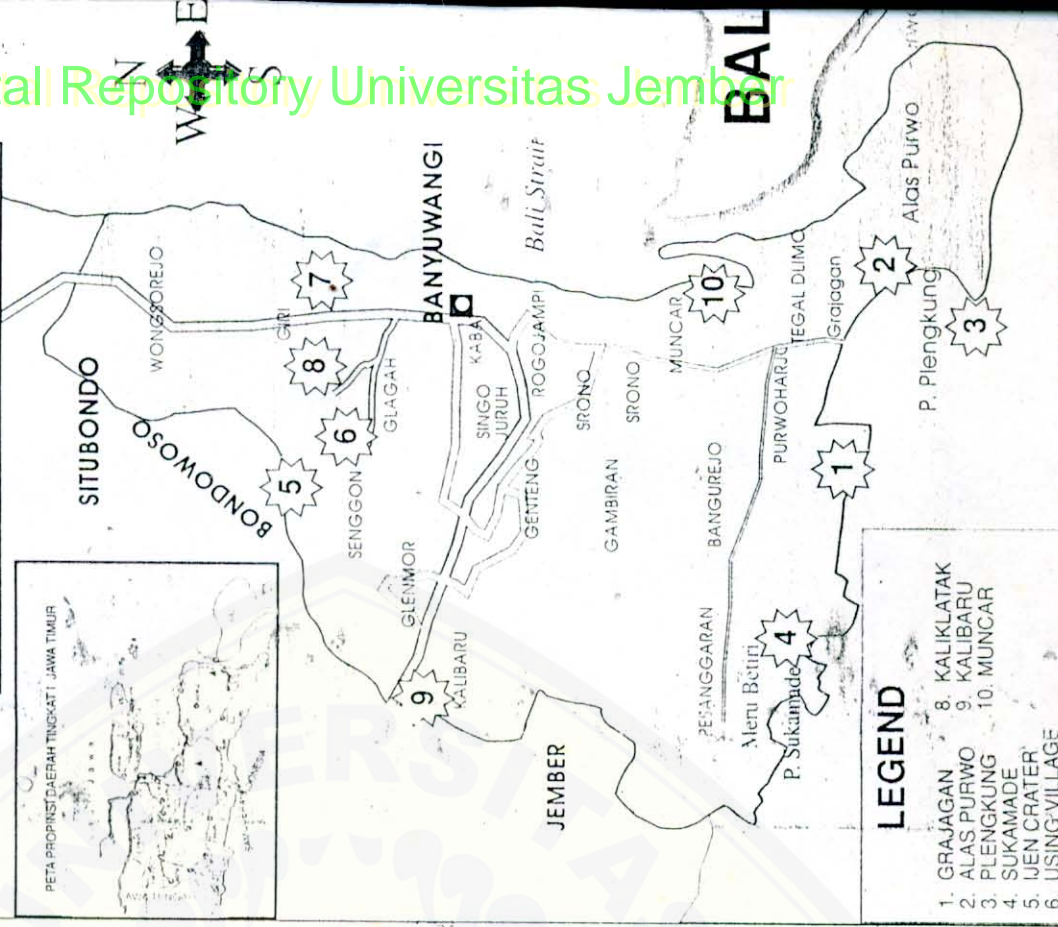 tal Repository Universitas Jember
N
W
E
S
PETA PROPINSI DAERAH TINGKAT I JAWA TIMUR
SITUBONDO
BONDOWOSO
WONGSOREJO
GIRI
7
8
5
6
GLAGAH
SENGGON
BANYUWANGI
KABA
Bali Strait
BAL
SINGO
JURUH
ROGOJAMPI
GLENMOR
GENTENG
SRONO
SRONO
GAMBIRAN
9
KALIBARU
MUNCAR
10
JEMBER
BANGUREJO
PURWOHARJO
TEGAL DLIMO
Grajagan
Alas Purwo
2
P. Plengkung
3
1
PESANGGARAN
Meru Betiri
4
P. Sukamade
LEGEND
1. GRAJAGAN
2. ALAS PURWO
3. PLENGKUNG
4. SUKAMADE
5. IJEN CRATER
6. USING VILLAGE
8. KALIKLATAK
9. KALIBARU
10. MUNCAR